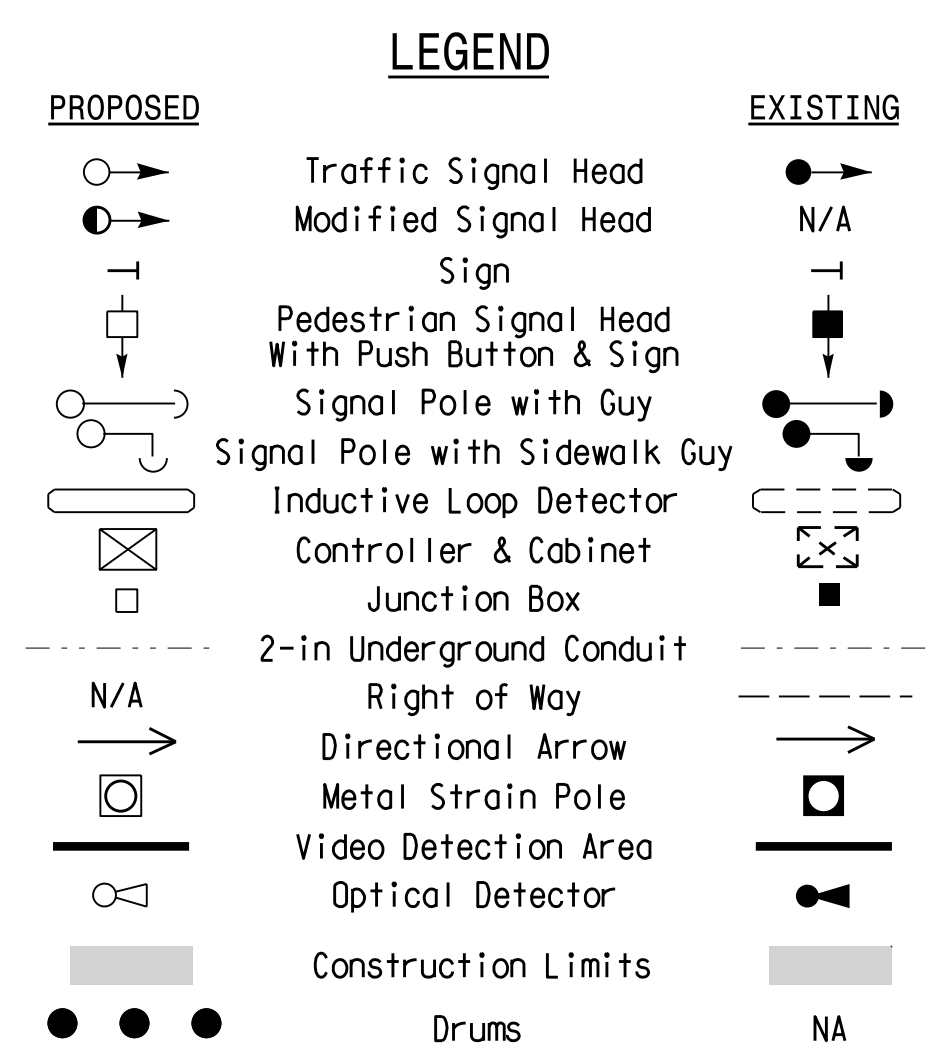 LEGEND
PROPOSED EXISTING
Traffic Signal Head
Modified Signal Head N/A
Sign
Pedestrian Signal Head
With Push Button & Sign
Signal Pole with Guy
Signal Pole with Sidewalk Guy
Inductive Loop Detector
Controller & Cabinet
Junction Box
2-in Underground Conduit
N/A Right of Way
Directional Arrow
Metal Strain Pole
Video Detection Area
Optical Detector
Construction Limits
Drums NA